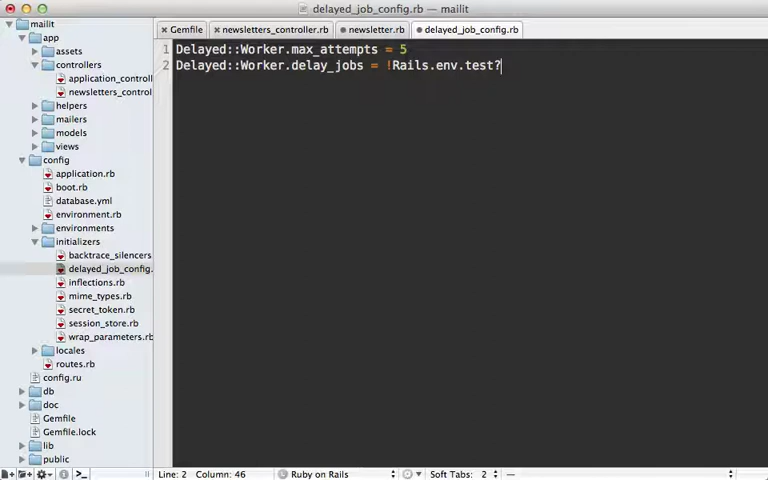 delayed_job_config.rb — mailit
mailit
app
assets
controllers
application_controll
newsletters_control
helpers
mailers
models
views
config
application.rb
boot.rb
database.yml
environment.rb
environments
initializers
backtrace_silencers
delayed_job_config.
inflections.rb
mime_types.rb
secret_token.rb
session_store.rb
wrap_parameters.rb
locales
routes.rb
config.ru
db
doc
Gemfile
Gemfile.lock
lib
public
Gemfile
newsletters_controller.rb
newsletter.rb
delayed_job_config.rb
1 Delayed::Worker.max_attempts = 5
2 Delayed::Worker.delay_jobs = !Rails.env.test?
Line: 2 Column: 46 Ruby on Rails Soft Tabs: 2 —